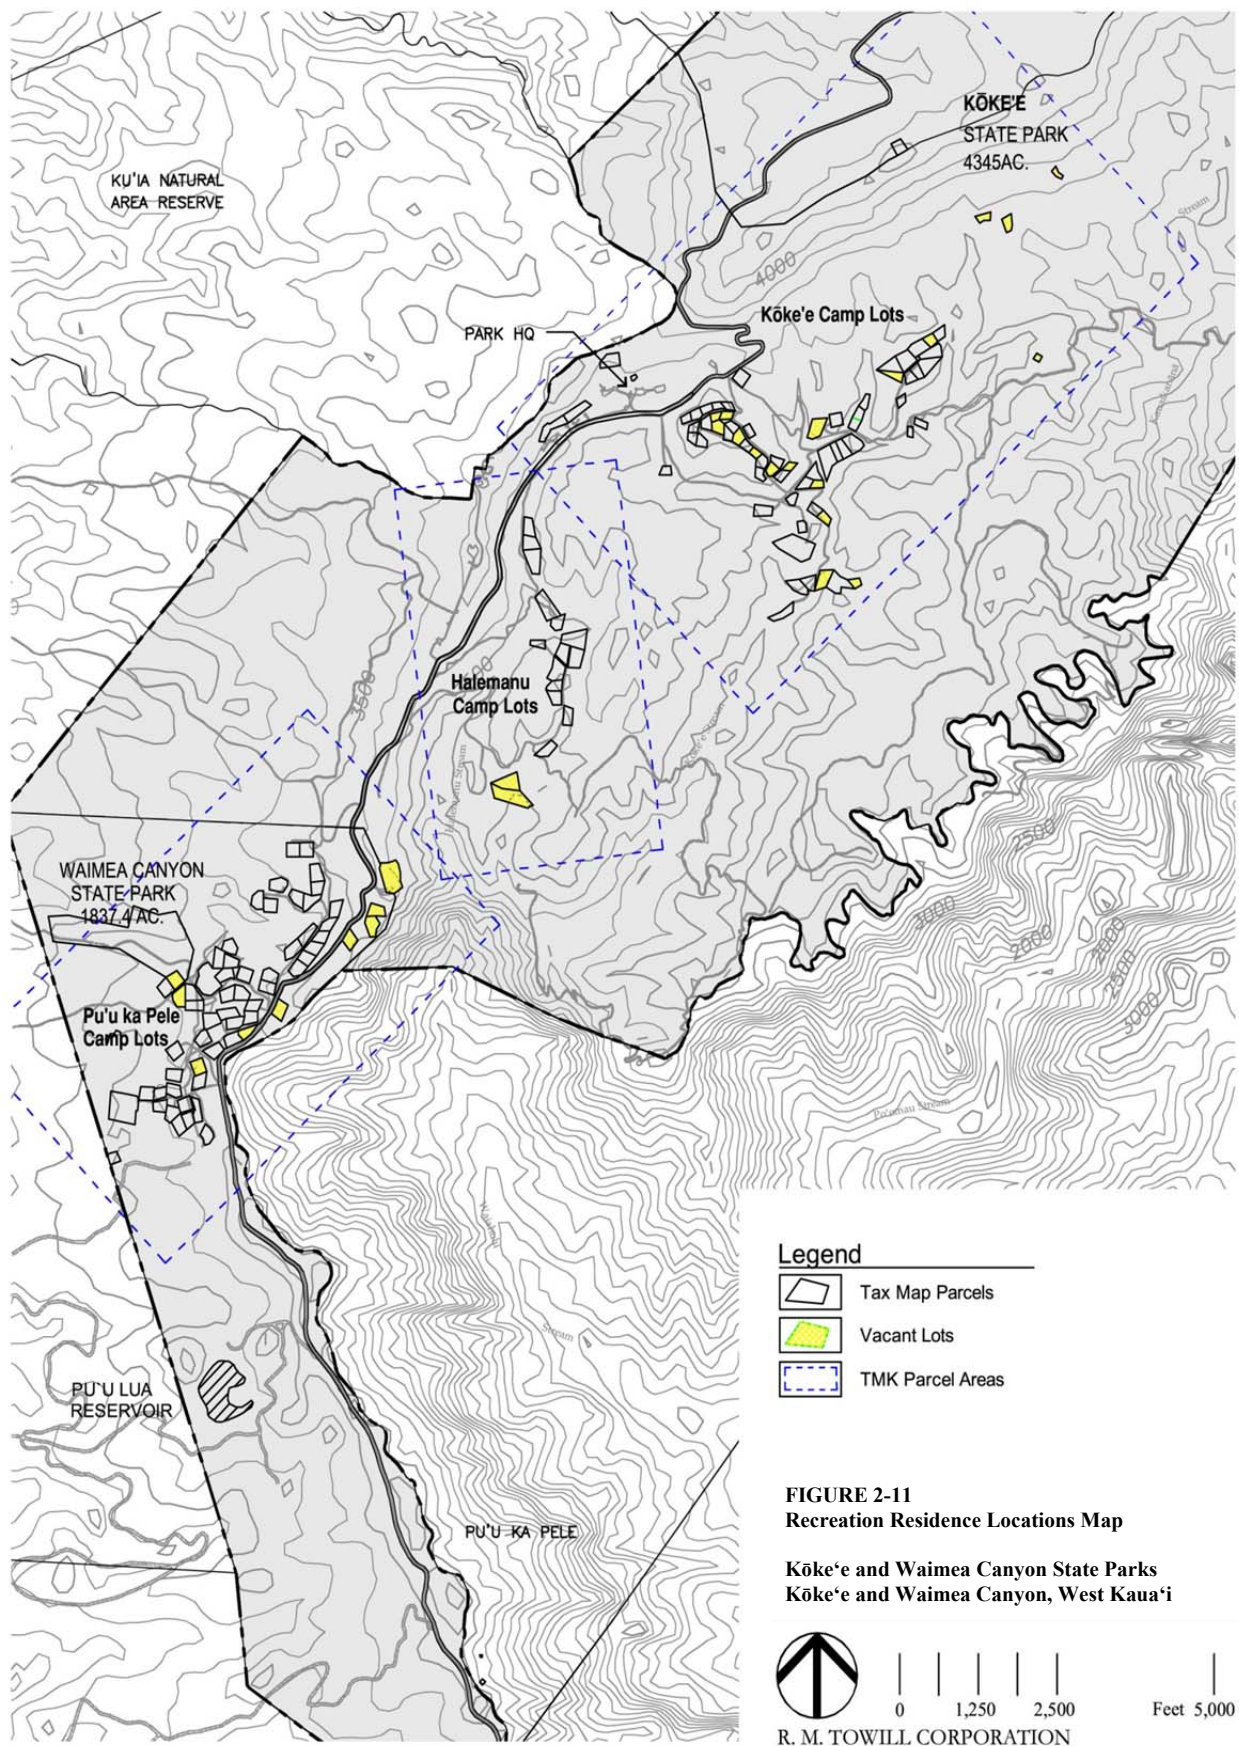 KŌKE'E
STATE PARK
4345AC.
KU'IA NATURAL
AREA RESERVE
Stream
4000
Kōke'e Camp Lots
PARK HQ
3500
Halemanu
Camp Lots
Halemanu Stream
2500
WAIMEA CANYON
STATE PARK
1837.4 AC.
3000
2000
2000
2500
3000
Pu'u ka Pele
Camp Lots
Po'omau Stream
Stream
PU'U LUA
RESERVOIR
PU'U KA PELE
Legend
Tax Map Parcels
Vacant Lots
TMK Parcel Areas
FIGURE 2-11
Recreation Residence Locations Map
Kōke‘e and Waimea Canyon State Parks
Kōke‘e and Waimea Canyon, West Kaua‘i
0 1,250 2,500 Feet 5,000
R. M. TOWILL CORPORATION